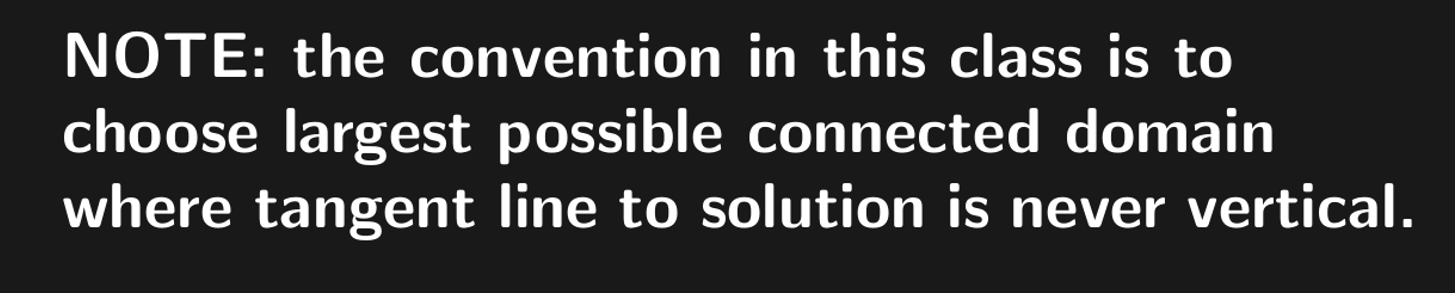 NOTE: the convention in this class is to
choose largest possible connected domain
where tangent line to solution is never vertical.